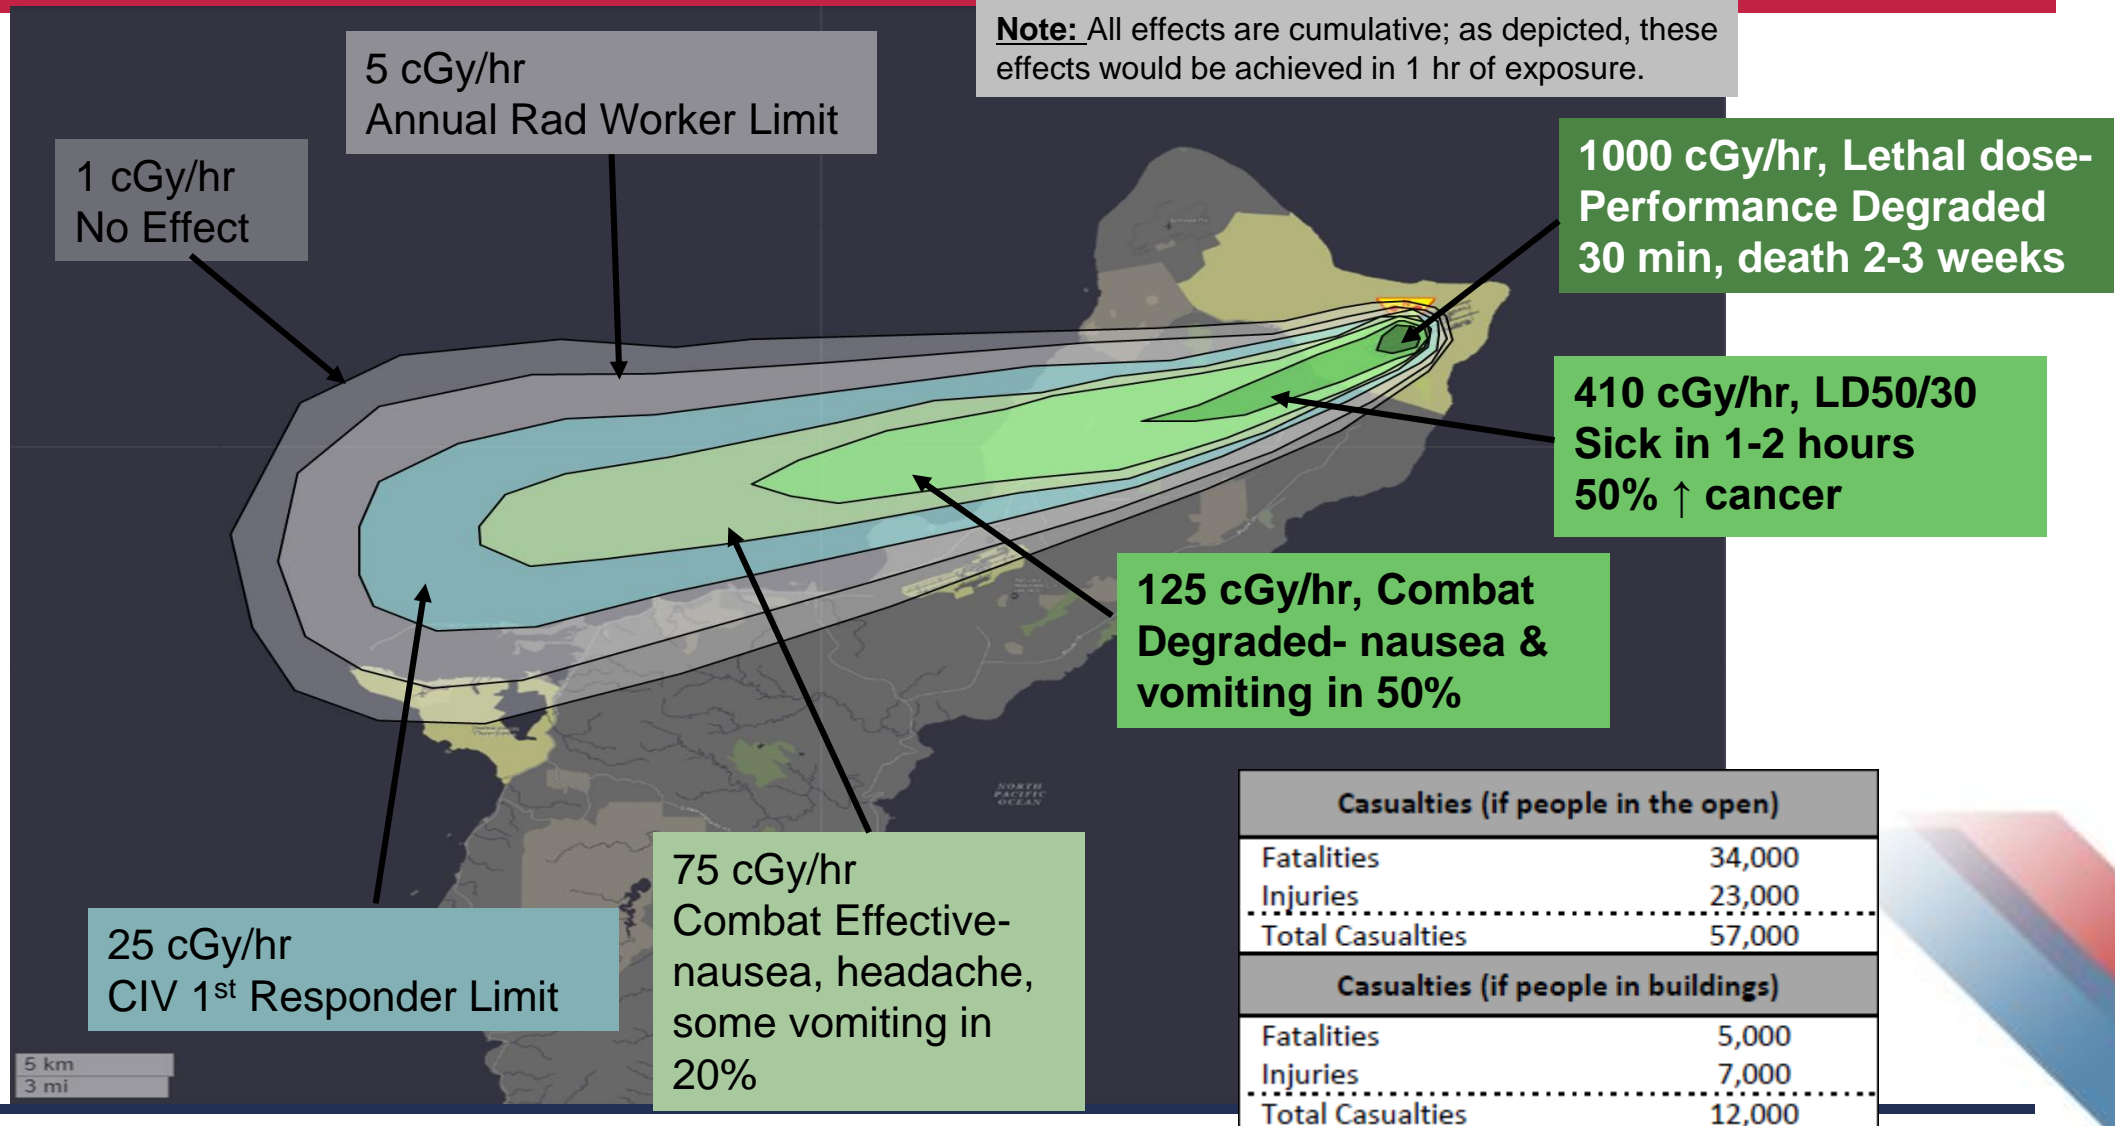 Note: All effects are cumulative; as depicted, these
effects would be achieved in 1 hr of exposure.
5 cGy/hr
Annual Rad Worker Limit
1 cGy/hr
No Effect
1000 cGy/hr, Lethal dose-
Performance Degraded
30 min, death 2-3 weeks
410 cGy/hr, LD50/30
Sick in 1-2 hours
50% ↑ cancer
125 cGy/hr, Combat
Degraded- nausea &
vomiting in 50%
NORTH
PACIFIC
OCEAN
75 cGy/hr
Combat Effective-
nausea, headache,
some vomiting in
20%
25 cGy/hr
CIV 1st Responder Limit
5 km
3 mi
Casualties (if people in the open)
Fatalities 34,000
Injuries 23,000
Total Casualties 57,000
Casualties (if people in buildings)
Fatalities 5,000
Injuries 7,000
Total Casualties 12,000